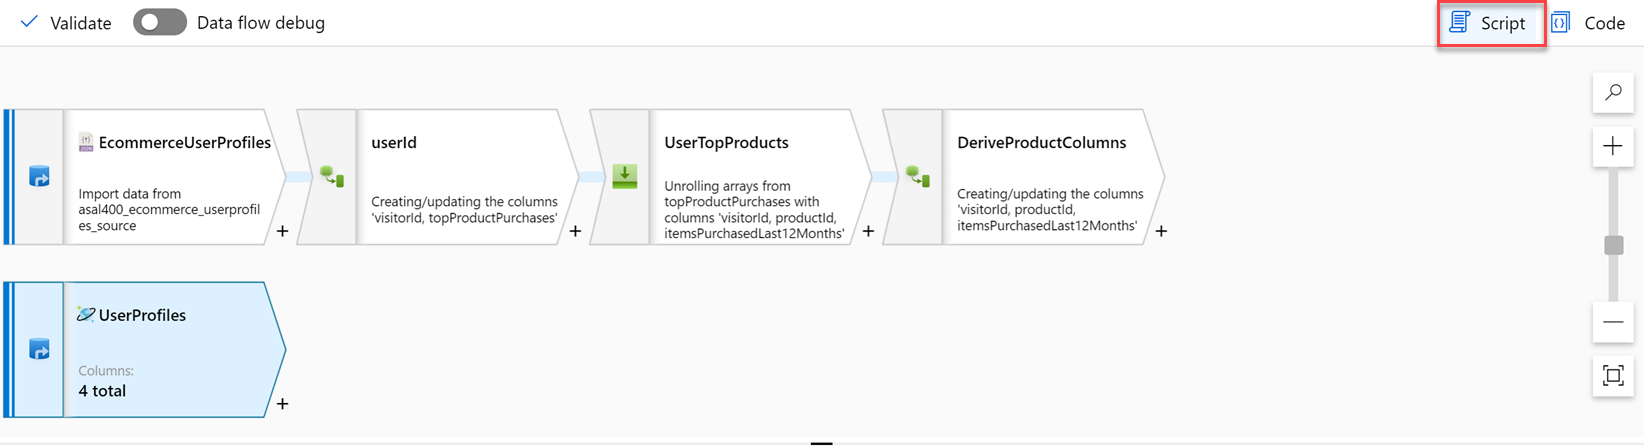 Validate
Data flow debug
Script
Code
EcommerceUserProfiles
Import data from
asal400_ecommerce_userprofil
es_source
+
userId
Creating/updating the columns
'visitorId, topProductPurchases'
+
UserTopProducts
Unrolling arrays from
topProductPurchases with
columns 'visitorId, productId,
itemsPurchasedLast12Months'
+
DeriveProductColumns
Creating/updating the columns
'visitorId, productId,
itemsPurchasedLast12Months'
+
UserProfiles
Columns:
4 total
+